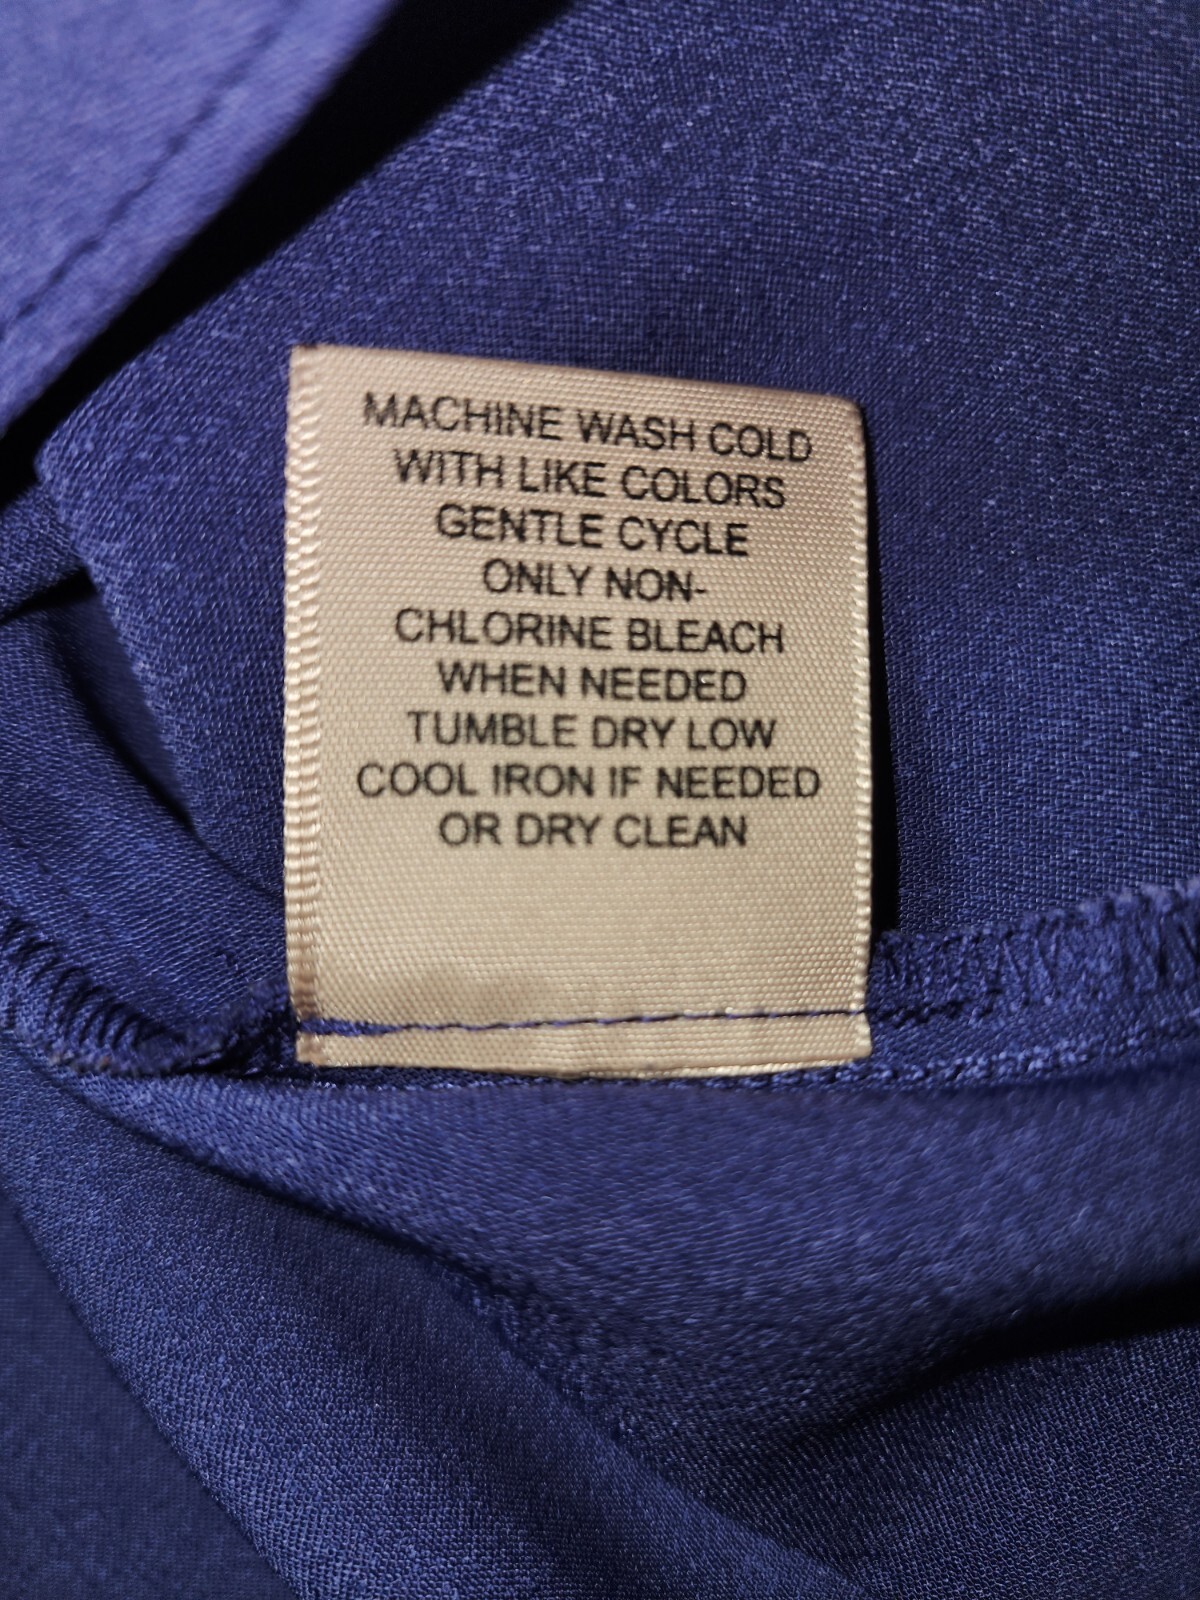 MACHINE WASH COLD
WITH LIKE COLORS
GENTLE CYCLE
ONLY NON-
CHLORINE BLEACH
WHEN NEEDED
TUMBLE DRY LOW
COOL IRON IF NEEDED
OR DRY CLEAN